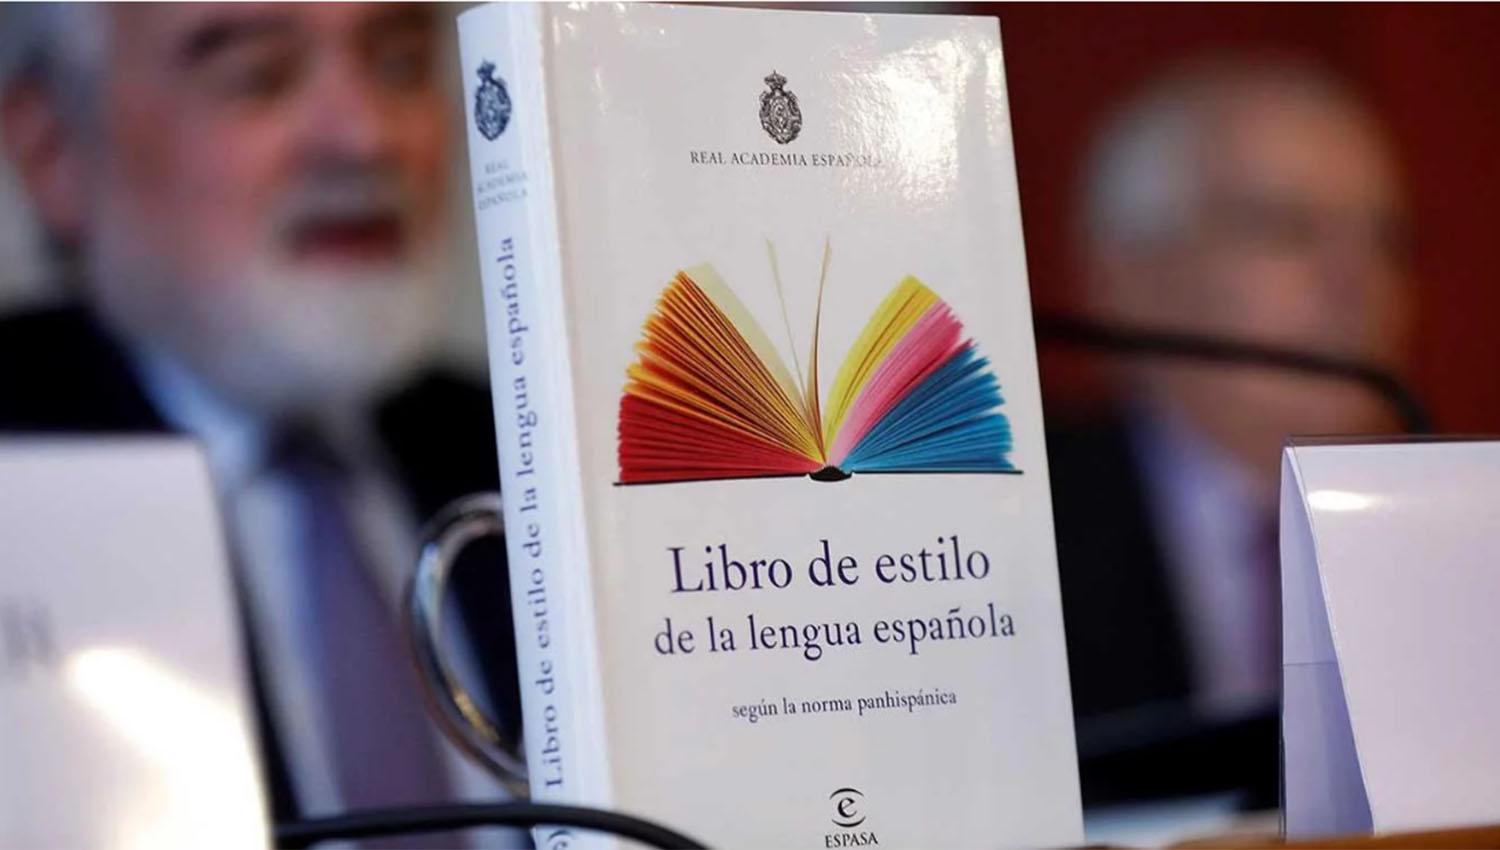 REAL
ACADEMIA
ESPAÑOLA
Libro de estilo de la lengua española
REAL ACADEMIA ESPAÑOLA
Libro de estilo
de la lengua española
según la norma panhispánica
e
ESPASA